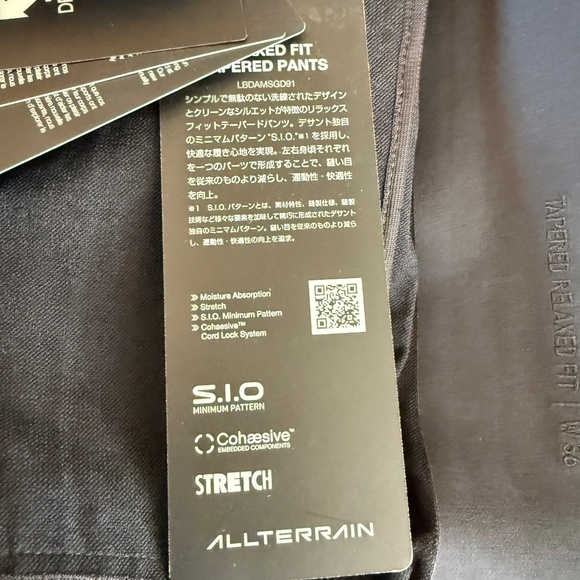 FIT
PERED PANTS
LBDAMSGD91
シンプルで無駄のない洗練されたデザイン
とクリーンなシルエットが特徴のリラックス
フィットテーパードパンツ。デサント独自
のミニマムパターン“S.I.O.”※1 を採用し、
快適な履き心地を実現。左右身頃それぞれ
を一つのパーツで形成することで、縫い目
を従来のものより減らし、運動性・快適性
を向上。
※1 S.I.O.パターンとは、素材特性、縫製仕様、縫製
技術など様々な要素を加味して精巧に形成されたデサント
独自のミニマムパターン。縫い目を従来のものより減ら
し、運動性・快適性の向上を追求。
» Moisture Absorption
» Stretch
» S.I.O. Minimum Pattern
» Cohaesive™
Cord Lock System
S.I.O
MINIMUM PATTERN
Cohæsive™
EMBEDDED COMPONENTS
STRETCH
ALLTERRAIN
TAPERED RELAXED FIT | W 36